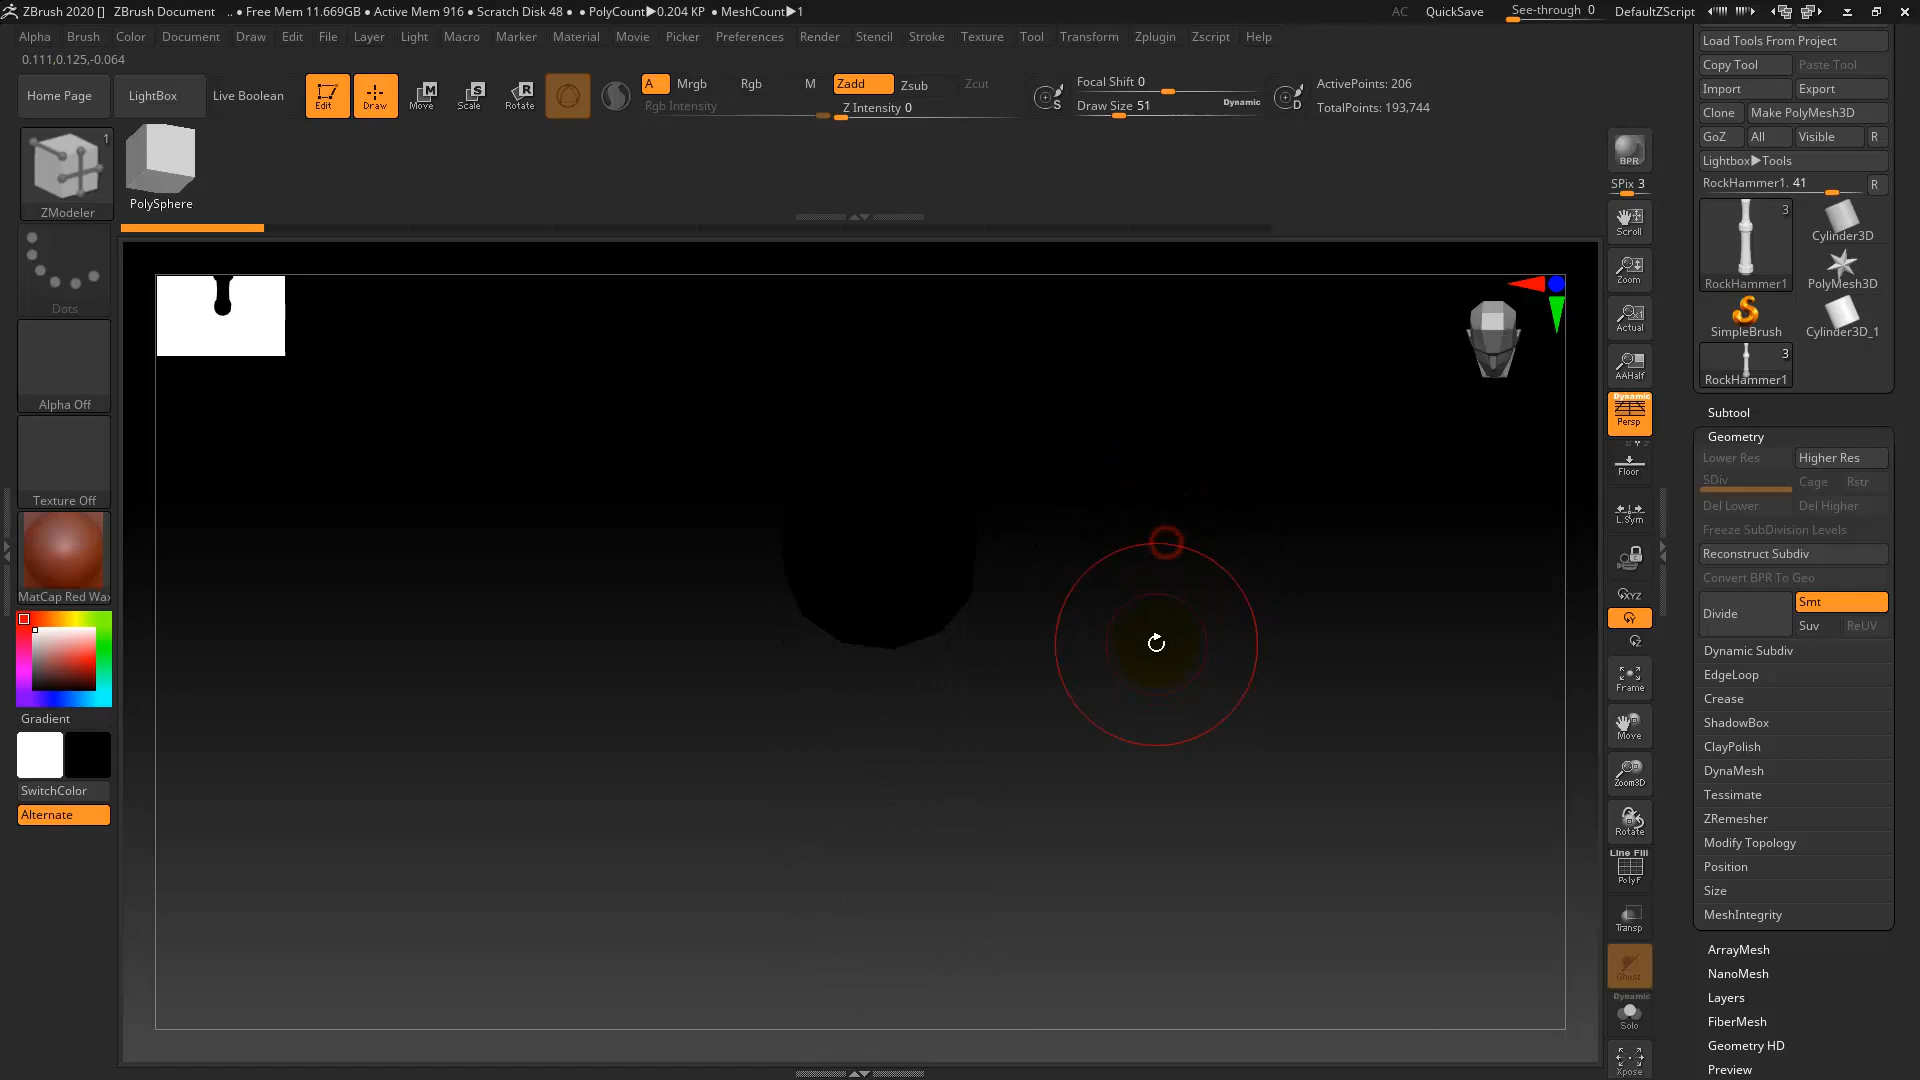 ZBrush 2020 [] ZBrush Document .. • Free Mem 11.669GB • Active Mem 916 • Scratch Disk 48 • • PolyCount▶0.204 KP • MeshCount▶1 AC QuickSave See-through 0 DefaultZScript
Alpha Brush Color Document Draw Edit File Layer Light Macro Marker Material Movie Picker Preferences Render Stencil Stroke Texture Tool Transform Zplugin Zscript Help
0.111,0.125,-0.064
Home Page LightBox Live Boolean Edit Draw Move Scale Rotate
A Mrgb Rgb M Zadd Zsub Zcut
Rgb Intensity Z Intensity 0
S Focal Shift 0
Draw Size 51 Dynamic D
ActivePoints: 206
TotalPoints: 193,744
1
ZModeler
PolySphere
Dots
Alpha Off
Texture Off
MatCap Red Wax
Gradient
SwitchColor
Alternate
BPR
SPix 3
Scroll
Zoom
Actual
AAHalf
Dynamic
Persp
Floor
L.Sym
XYZ
Y
Z
Frame
Move
Zoom3D
Rotate
Line Fill
PolyF
Transp
Ghost
Dynamic
Solo
Xpose
Load Tools From Project
Copy Tool Paste Tool
Import Export
Clone Make PolyMesh3D
GoZ All Visible R
Lightbox▶Tools
RockHammer1. 41 R
3
RockHammer1 Cylinder3D
PolyMesh3D
SimpleBrush Cylinder3D_1
3
RockHammer1
Subtool
Geometry
Lower Res Higher Res
SDiv Cage Rstr
Del Lower Del Higher
Freeze SubDivision Levels
Reconstruct Subdiv
Convert BPR To Geo
Divide Smt
Suv ReUV
Dynamic Subdiv
EdgeLoop
Crease
ShadowBox
ClayPolish
DynaMesh
Tessimate
ZRemesher
Modify Topology
Position
Size
MeshIntegrity
ArrayMesh
NanoMesh
Layers
FiberMesh
Geometry HD
Preview